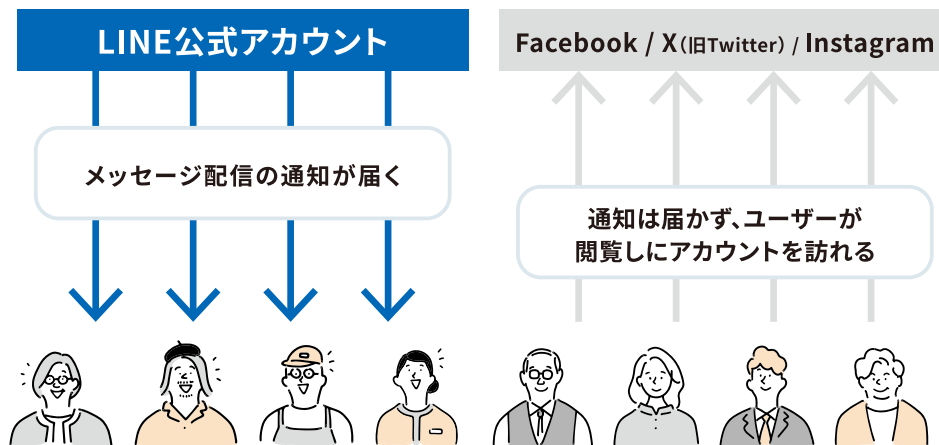 LINE公式アカウント
メッセージ配信の通知が届く
Facebook / X(旧Twitter) / Instagram
通知は届かず、ユーザーが
閲覧しにアカウントを訪れる